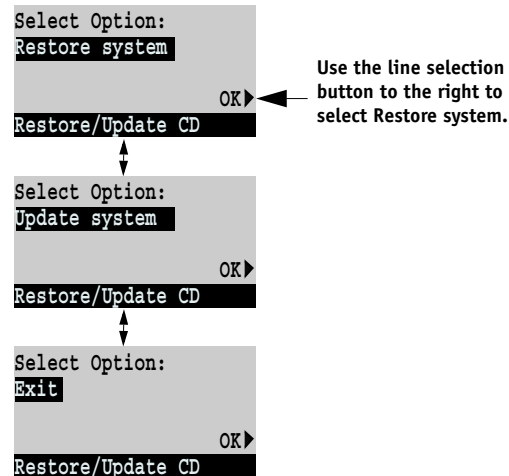 Select Option:
Restore system
OK
Restore/Update CD
Use the line selection
button to the right to
select Restore system.
Select Option:
Update system
OK
Restore/Update CD
Select Option:
Exit
OK
Restore/Update CD